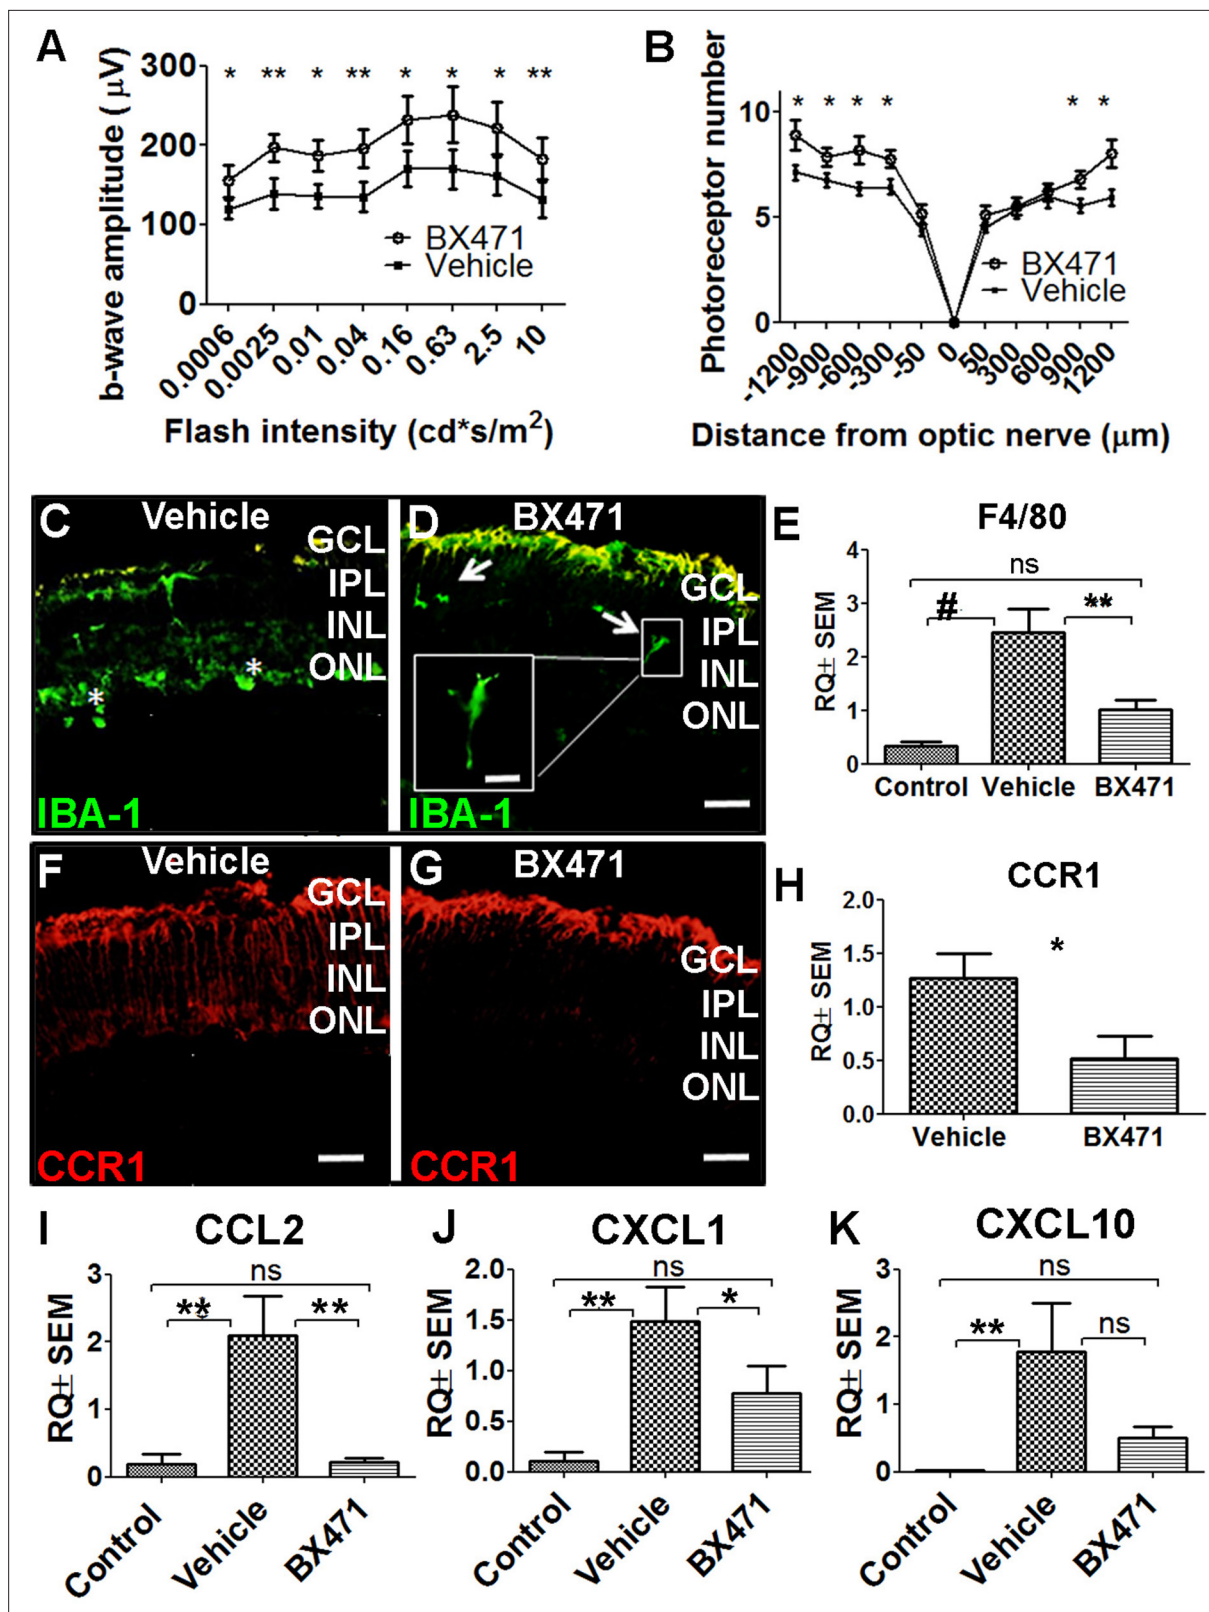 A
b-wave amplitude ( μV)
300
200
100
0
* ** * ** * * * **
BX471
Vehicle
0.0006 0.0025 0.01 0.04 0.16 0.63 2.5 10
Flash intensity (cd*s/m²)
B
Photoreceptor number
10
5
0
* * * * * *
BX471
Vehicle
-1200 -900 -600 -300 -50 0 50 300 600 900 1200
Distance from optic nerve (μm)
C
Vehicle
GCL
IPL
INL
ONL
*
*
IBA-1
D
BX471
GCL
IPL
INL
ONL
IBA-1
E
F4/80
RQ± SEM
4
3
2
1
0
ns
# **
Control Vehicle BX471
F
Vehicle
GCL
IPL
INL
ONL
CCR1
G
BX471
GCL
IPL
INL
ONL
CCR1
H
CCR1
RQ± SEM
2.0
1.5
1.0
0.5
0.0
*
Vehicle BX471
I
CCL2
RQ± SEM
3
2
1
0
ns
** **
Control Vehicle BX471
J
CXCL1
RQ± SEM
2.0
1.5
1.0
0.5
0.0
ns
** *
Control Vehicle BX471
K
CXCL10
RQ± SEM
3
2
1
0
ns
** ns
Control Vehicle BX471